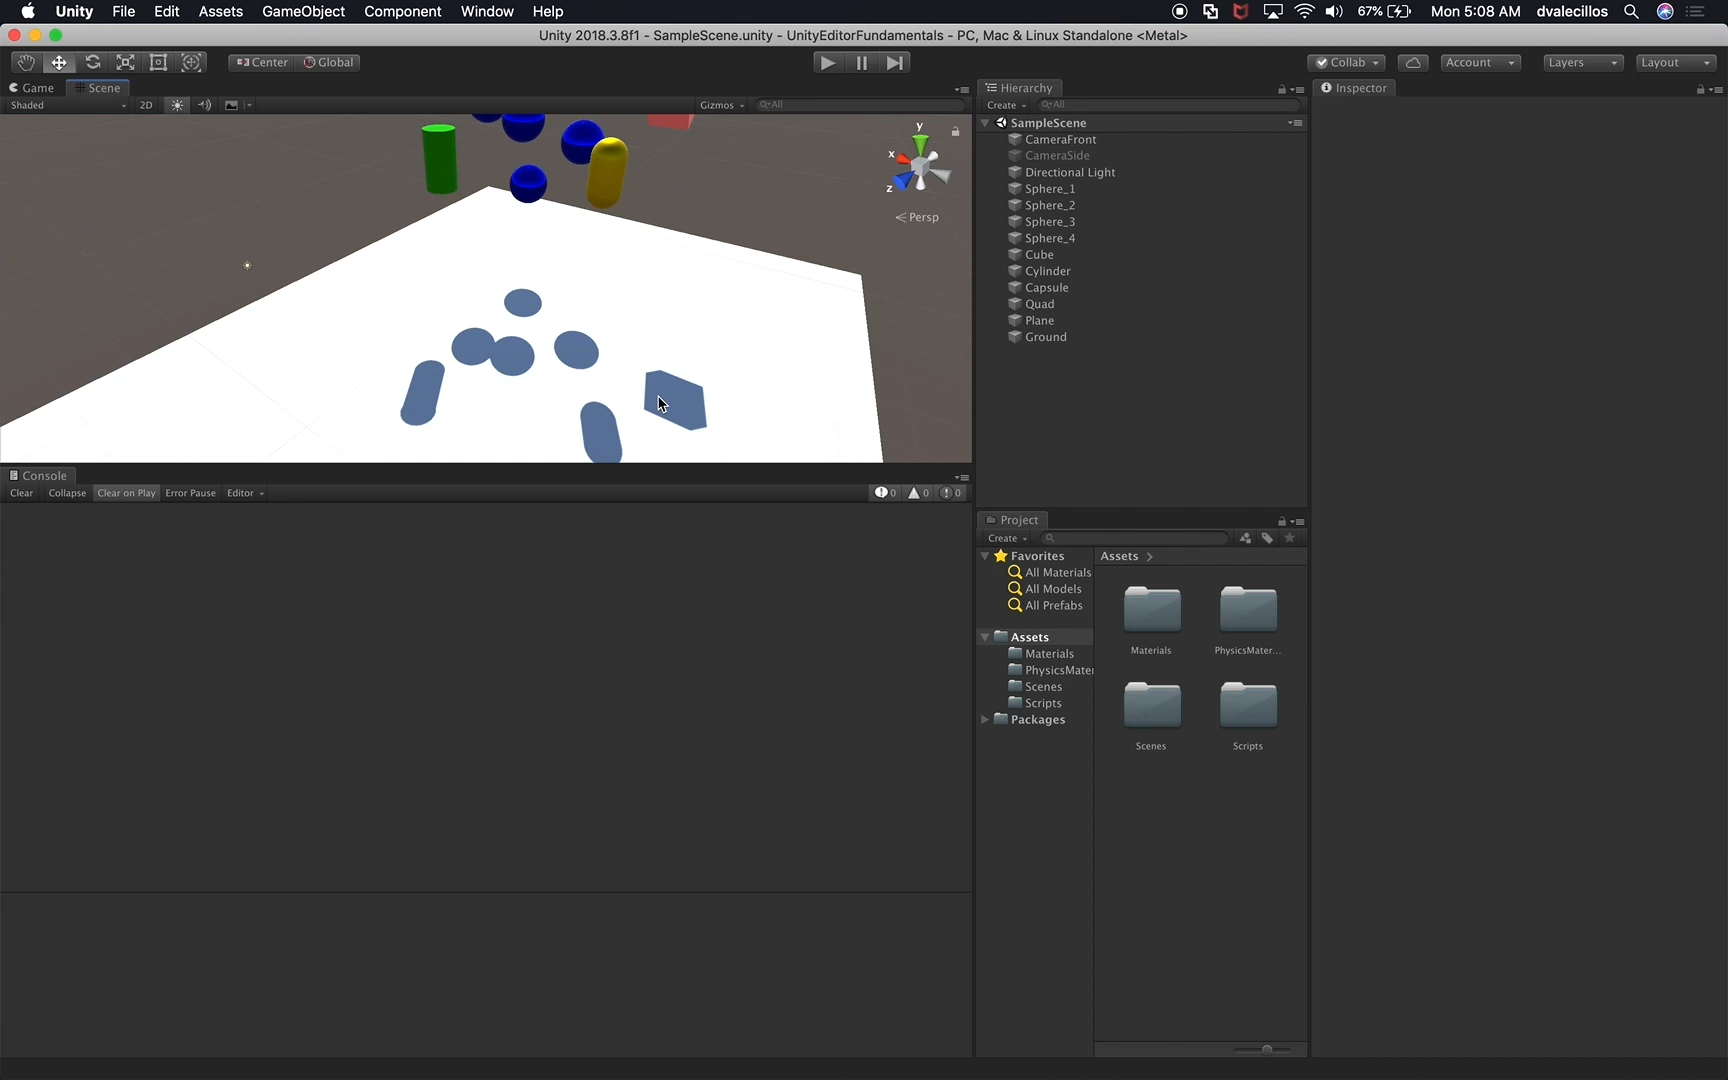 Unity File Edit Assets GameObject Component Window Help 67% Mon 5:08 AM dvalecillos
Unity 2018.3.8f1 - SampleScene.unity - UnityEditorFundamentals - PC, Mac & Linux Standalone <Metal>
Center Global Collab Account Layers Layout
Game Scene
Shaded 2D Gizmos All
y
x
z
Persp
Console
Clear Collapse Clear on Play Error Pause Editor 0 0 0
Hierarchy
Create All
SampleScene
CameraFront
CameraSide
Directional Light
Sphere_1
Sphere_2
Sphere_3
Sphere_4
Cube
Cylinder
Capsule
Quad
Plane
Ground
Project
Create
Favorites
All Materials
All Models
All Prefabs
Assets
Materials
PhysicsMater
Scenes
Scripts
Packages
Assets
Materials PhysicsMater...
Scenes Scripts
Inspector